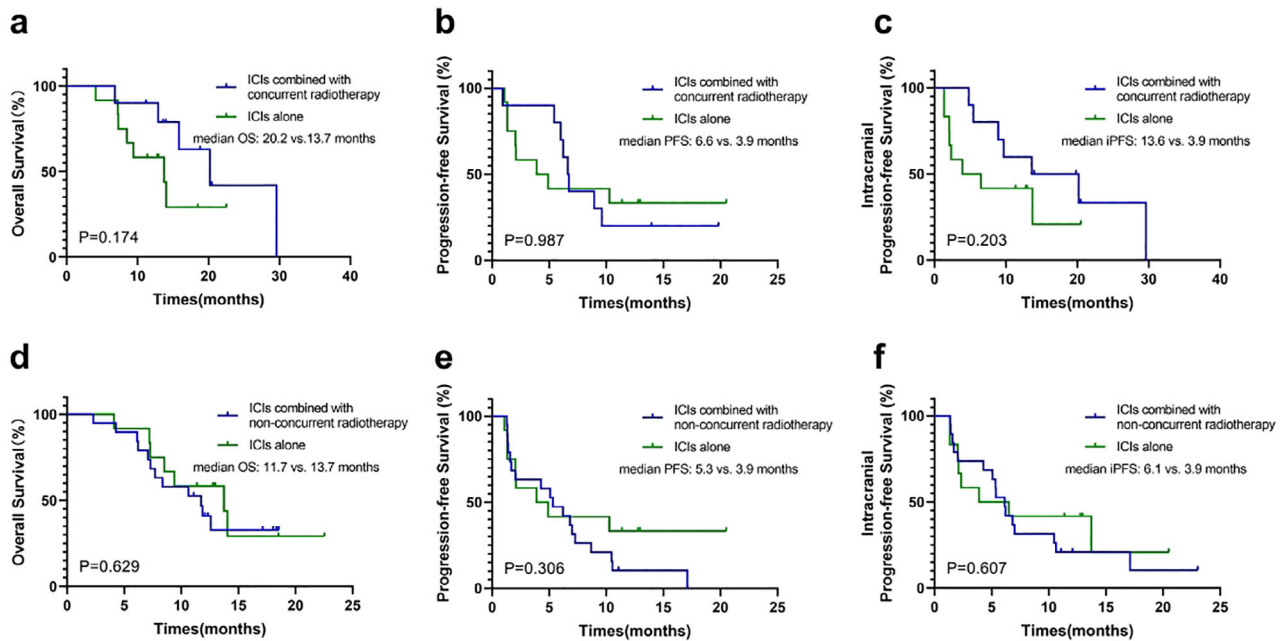 a
Overall Survival (%)
100
50
0
0 10 20 30 40
Times(months)
ICIs combined with
concurrent radiotherapy
ICIs alone
median OS: 20.2 vs.13.7 months
P=0.174
b
Progression-free Survival (%)
100
50
0
0 5 10 15 20 25
Times(months)
ICIs combined with
concurrent radiotherapy
ICIs alone
median PFS: 6.6 vs. 3.9 months
P=0.987
c
Intracranial
Progression-free Survival (%)
100
50
0
0 10 20 30 40
Times(months)
ICIs combined with
concurrent radiotherapy
ICIs alone
median iPFS: 13.6 vs. 3.9 months
P=0.203
d
Overall Survival (%)
100
50
0
0 5 10 15 20 25
Times(months)
ICIs combined with
non-concurrent radiotherapy
ICIs alone
median OS: 11.7 vs. 13.7 months
P=0.629
e
Progression-free Survival (%)
100
50
0
0 5 10 15 20 25
Times(months)
ICIs combined with
non-concurrent radiotherapy
ICIs alone
median PFS: 5.3 vs. 3.9 months
P=0.306
f
Intracranial
Progression-free Survival (%)
100
50
0
0 5 10 15 20 25
Times(months)
ICIs combined with
non-concurrent radiotherapy
ICIs alone
median iPFS: 6.1 vs. 3.9 months
P=0.607